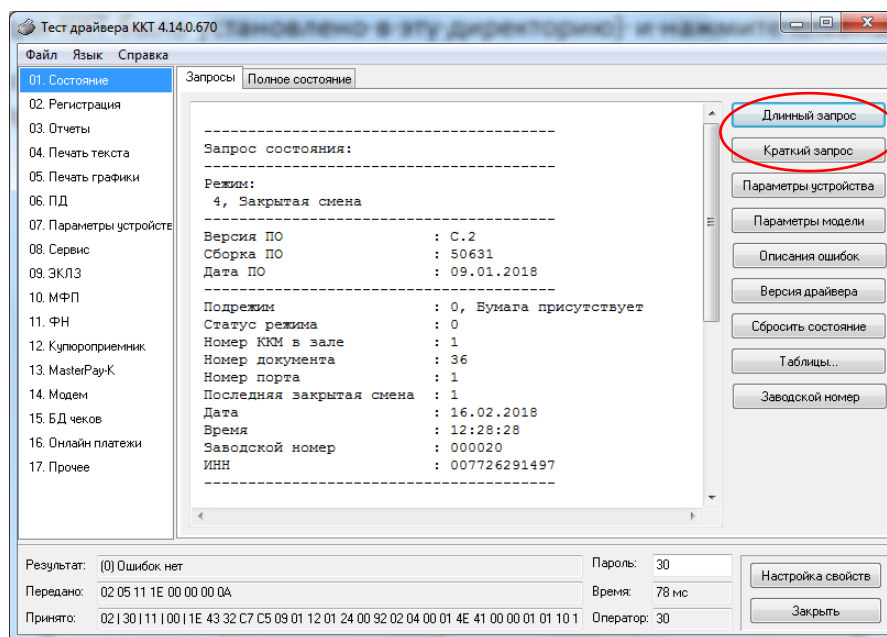 Тест драйвера ККТ 4.14.0.670
Файл Язык Справка
01. Состояние
02. Регистрация
03. Отчеты
04. Печать текста
05. Печать графики
06. ПД
07. Параметры устройств
08. Сервис
09. ЭКЛЗ
10. МФП
11. ФН
12. Купюроприемник
13. MasterPay-K
14. Модем
15. БД чеков
16. Онлайн платежи
17. Прочее
Запросы Полное состояние
----------------------------------------
Запрос состояния:
----------------------------------------
Режим:
4, Закрытая смена
----------------------------------------
Версия ПО : C.2
Сборка ПО : 50631
Дата ПО : 09.01.2018
----------------------------------------
Подрежим : 0, Бумага присутствует
Статус режима : 0
Номер ККМ в зале : 1
Номер документа : 36
Номер порта : 1
Последняя закрытая смена : 1
Дата : 16.02.2018
Время : 12:28:28
Заводской номер : 000020
ИНН : 007726291497
----------------------------------------
Длинный запрос
Краткий запрос
Параметры устройства
Параметры модели
Описания ошибок
Версия драйвера
Сбросить состояние
Таблицы...
Заводской номер
Результат: (0) Ошибок нет
Передано: 02 05 11 1E 00 00 00 0A
Принято: 02 | 30 | 11 | 00 | 1E 43 32 C7 C5 09 01 12 01 24 00 92 02 04 00 01 4E 41 00 00 01 01 10 1
Пароль: 30
Время: 78 мс
Оператор: 30
Настройка свойств
Закрыть